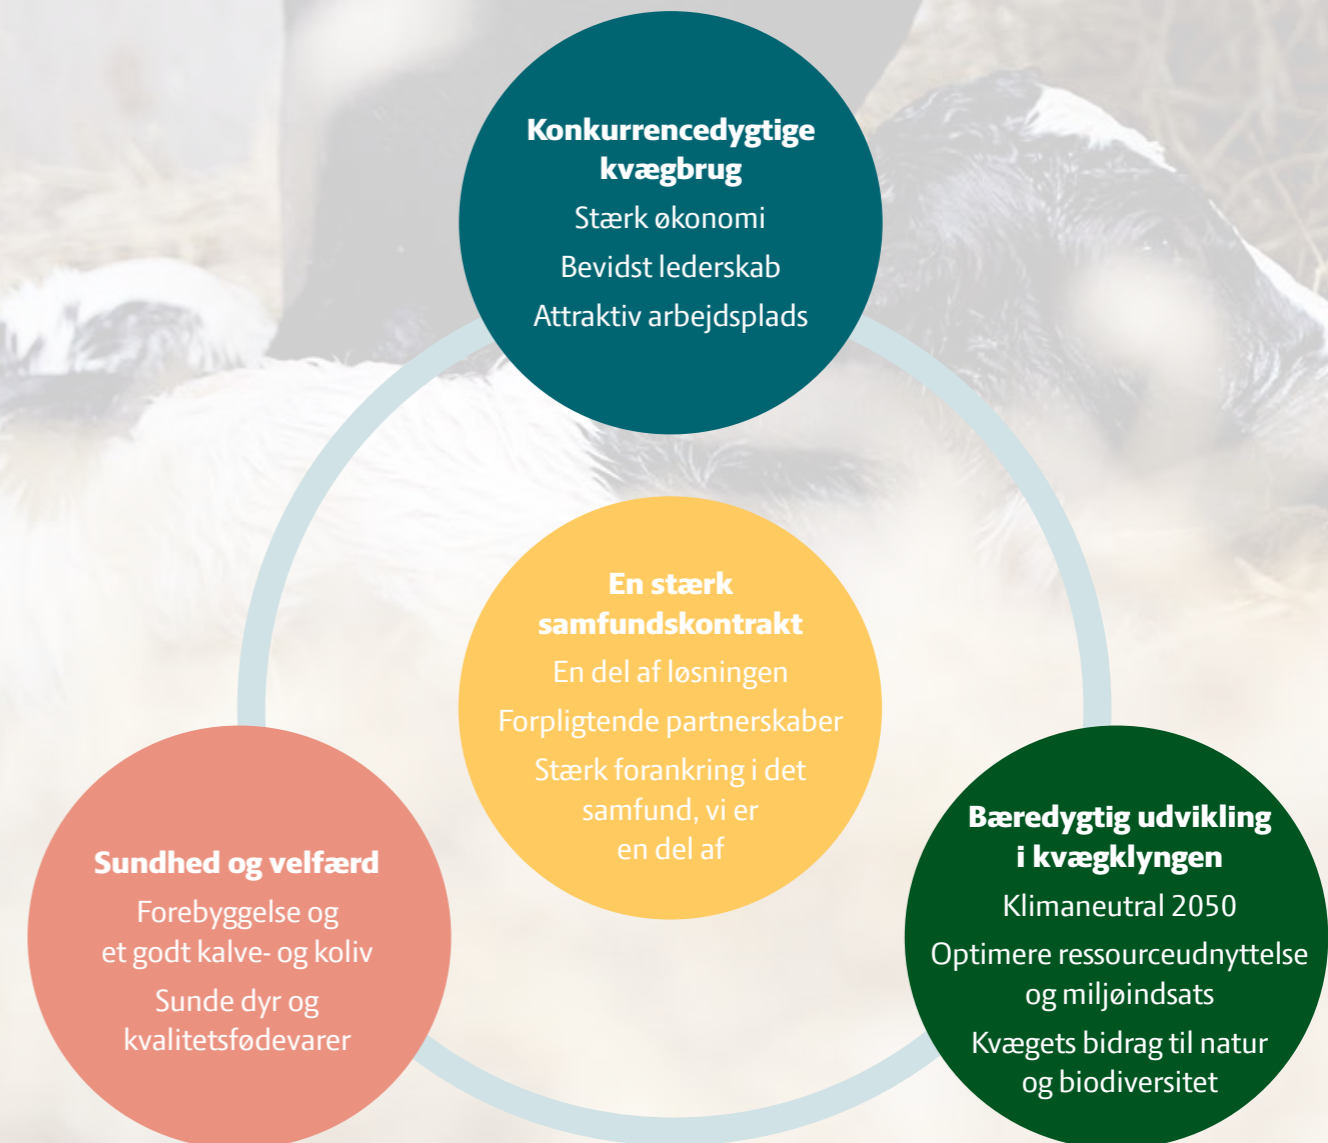 Konkurrencedygtige
kvægbrug
Stærk økonomi
Bevidst lederskab
Attraktiv arbejdsplads
En stærk
samfundskontrakt
En del af løsningen
Forpligtende partnerskaber
Stærk forankring i det
samfund, vi er
en del af
Sundhed og velfærd
Forebyggelse og
et godt kalve- og koliv
Sunde dyr og
kvalitetsfødevarer
Bæredygtig udvikling
i kvægklyngen
Klimaneutral 2050
Optimere ressourceudnyttelse
og miljøindsats
Kvægets bidrag til natur
og biodiversitet